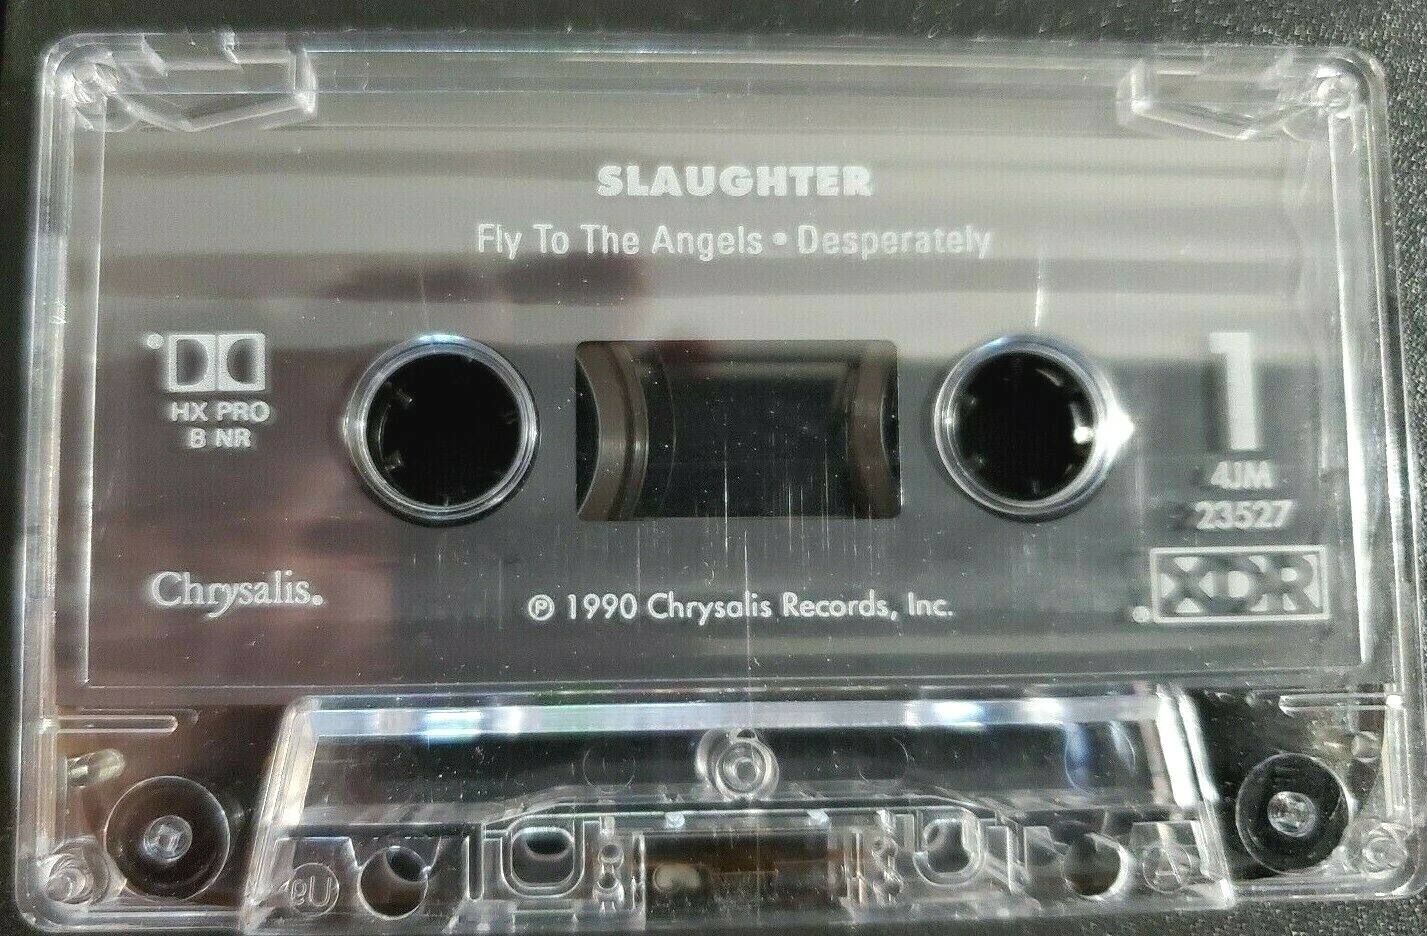 SLAUGHTER
Fly To The Angels • Desperately
HX PRO
B NR
1
4JM
23527
Chrysalis.
℗ 1990 Chrysalis Records, Inc.
XDR